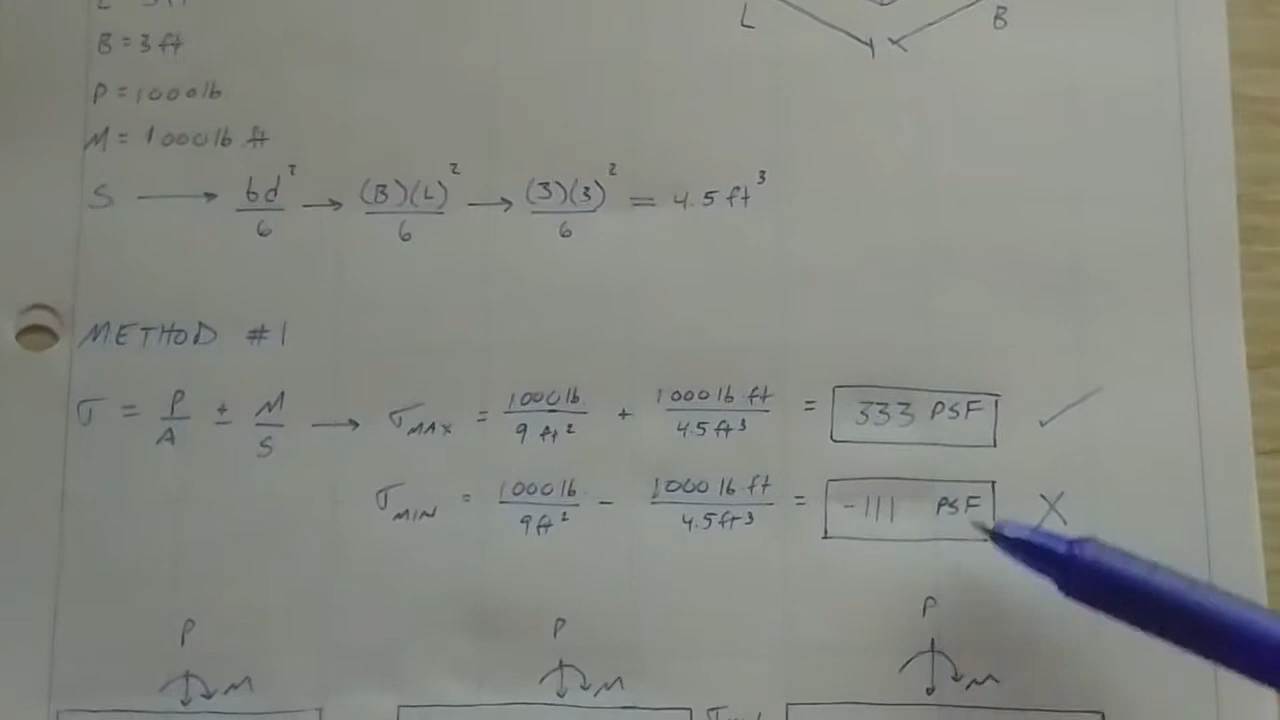 L B
B = 3 ft
P = 1000 lb
M = 1000 lb ft
S → bd²/6 → (B)(L)²/6 → (3)(3)²/6 = 4.5 ft³
METHOD #1
σ = P/A ± M/S → σMAX = 1000 lb/9 ft² + 1000 lb ft/4.5 ft³ = 333 PSF ✓
σMIN = 1000 lb/9 ft² - 1000 lb ft/4.5 ft³ = -111 PSF X
P P P
M M M